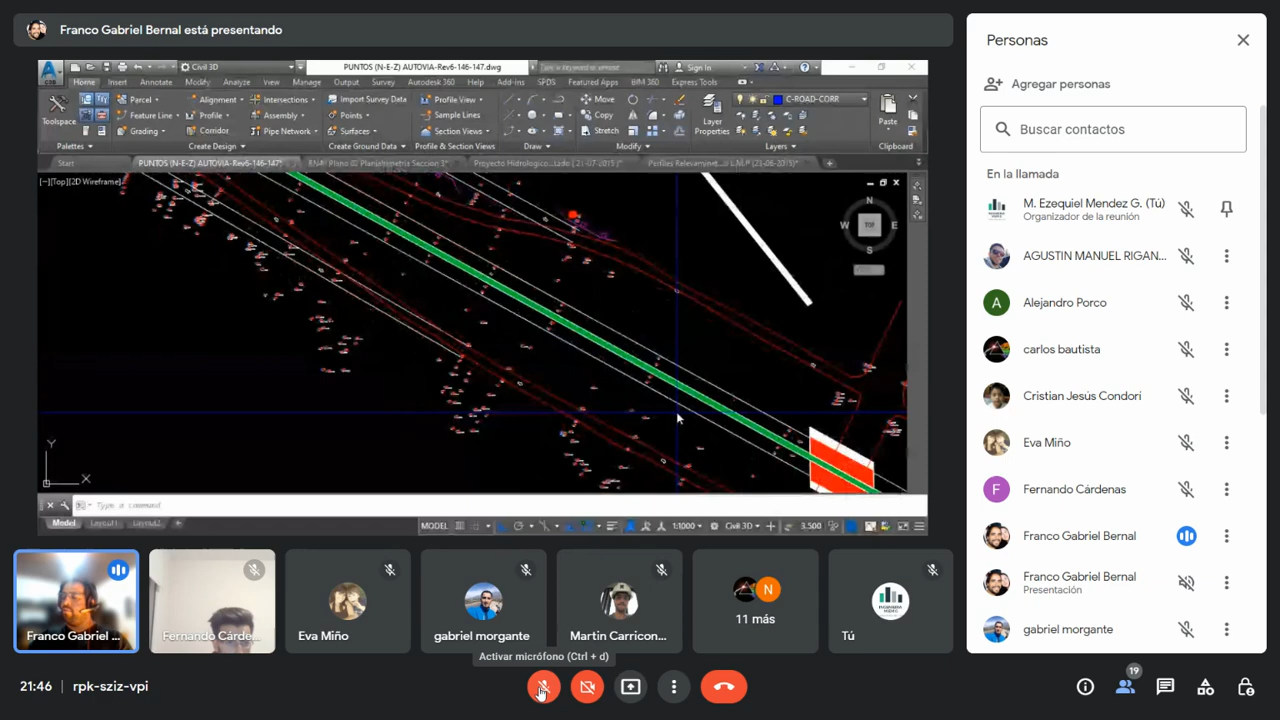 Franco Gabriel Bernal está presentando
Civil 3D
PUNTOS (N-E-Z) AUTOVIA-Rev6-146-147.dwg
Sign In
Home Insert Annotate Modify Analyze View Manage Output Survey Autodesk 360 Help Add-ins SPDS Featured Apps BIM 360 Express Tools
Toolspace
Parcel
Feature Line
Grading
Alignment
Profile
Corridor
Intersections
Assembly
Pipe Network
Import Survey Data
Points
Surfaces
Profile View
Sample Lines
Section Views
Move
Copy
Stretch
Layer Properties
C-ROAD-CORR
Paste
Palettes
Create Design
Create Ground Data
Profile & Section Views
Draw
Modify
Layers
Clipboard
Start
PUNTOS (N-E-Z) AUTOVIA-Rev6-146-147*
[-][Top][2D Wireframe]
N
W TOP E
S
Y
X
Type a command
Model Layout1 Layout2 +
MODEL
1:1000
Civil 3D
3.500
Franco Gabriel ...
Fernando Cárde...
Eva Miño
gabriel morgante
Martin Carricon...
N
11 más
Tú
Activar micrófono (Ctrl + d)
21:46 rpk-sziz-vpi
19
Personas
Agregar personas
Buscar contactos
En la llamada
M. Ezequiel Mendez G. (Tú)
Organizador de la reunión
AGUSTIN MANUEL RIGAN...
A
Alejandro Porco
carlos bautista
Cristian Jesús Condorí
Eva Miño
F
Fernando Cárdenas
Franco Gabriel Bernal
Franco Gabriel Bernal
Presentación
gabriel morgante